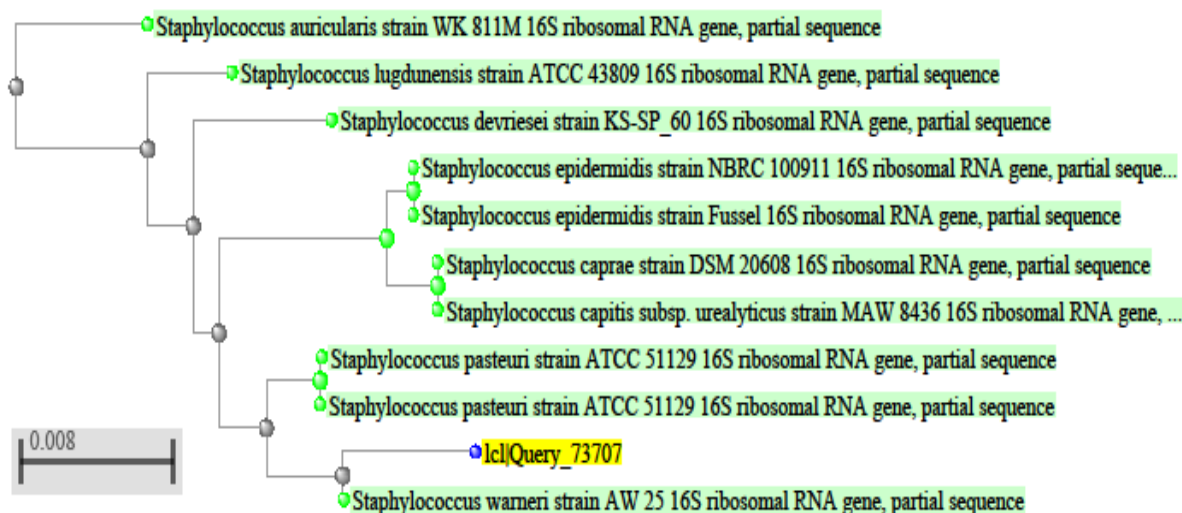 Staphylococcus auricularis strain WK 811M 16S ribosomal RNA gene, partial sequence
Staphylococcus lugdunensis strain ATCC 43809 16S ribosomal RNA gene, partial sequence
Staphylococcus devriesei strain KS-SP_60 16S ribosomal RNA gene, partial sequence
Staphylococcus epidermidis strain NBRC 100911 16S ribosomal RNA gene, partial seque...
Staphylococcus epidermidis strain Fussel 16S ribosomal RNA gene, partial sequence
Staphylococcus caprae strain DSM 20608 16S ribosomal RNA gene, partial sequence
Staphylococcus capitis subsp. urealyticus strain MAW 8436 16S ribosomal RNA gene, ...
Staphylococcus pasteuri strain ATCC 51129 16S ribosomal RNA gene, partial sequence
Staphylococcus pasteuri strain ATCC 51129 16S ribosomal RNA gene, partial sequence
0.008
lcl|Query_73707
Staphylococcus warneri strain AW 25 16S ribosomal RNA gene, partial sequence